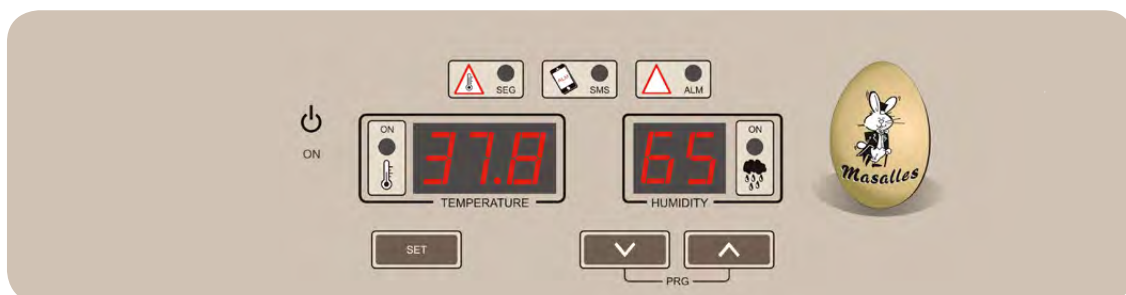 SEG
SMS
ALM
ON
ON
37.8
TEMPERATURE
65
HUMIDITY
ON
Masalles
SET
PRG